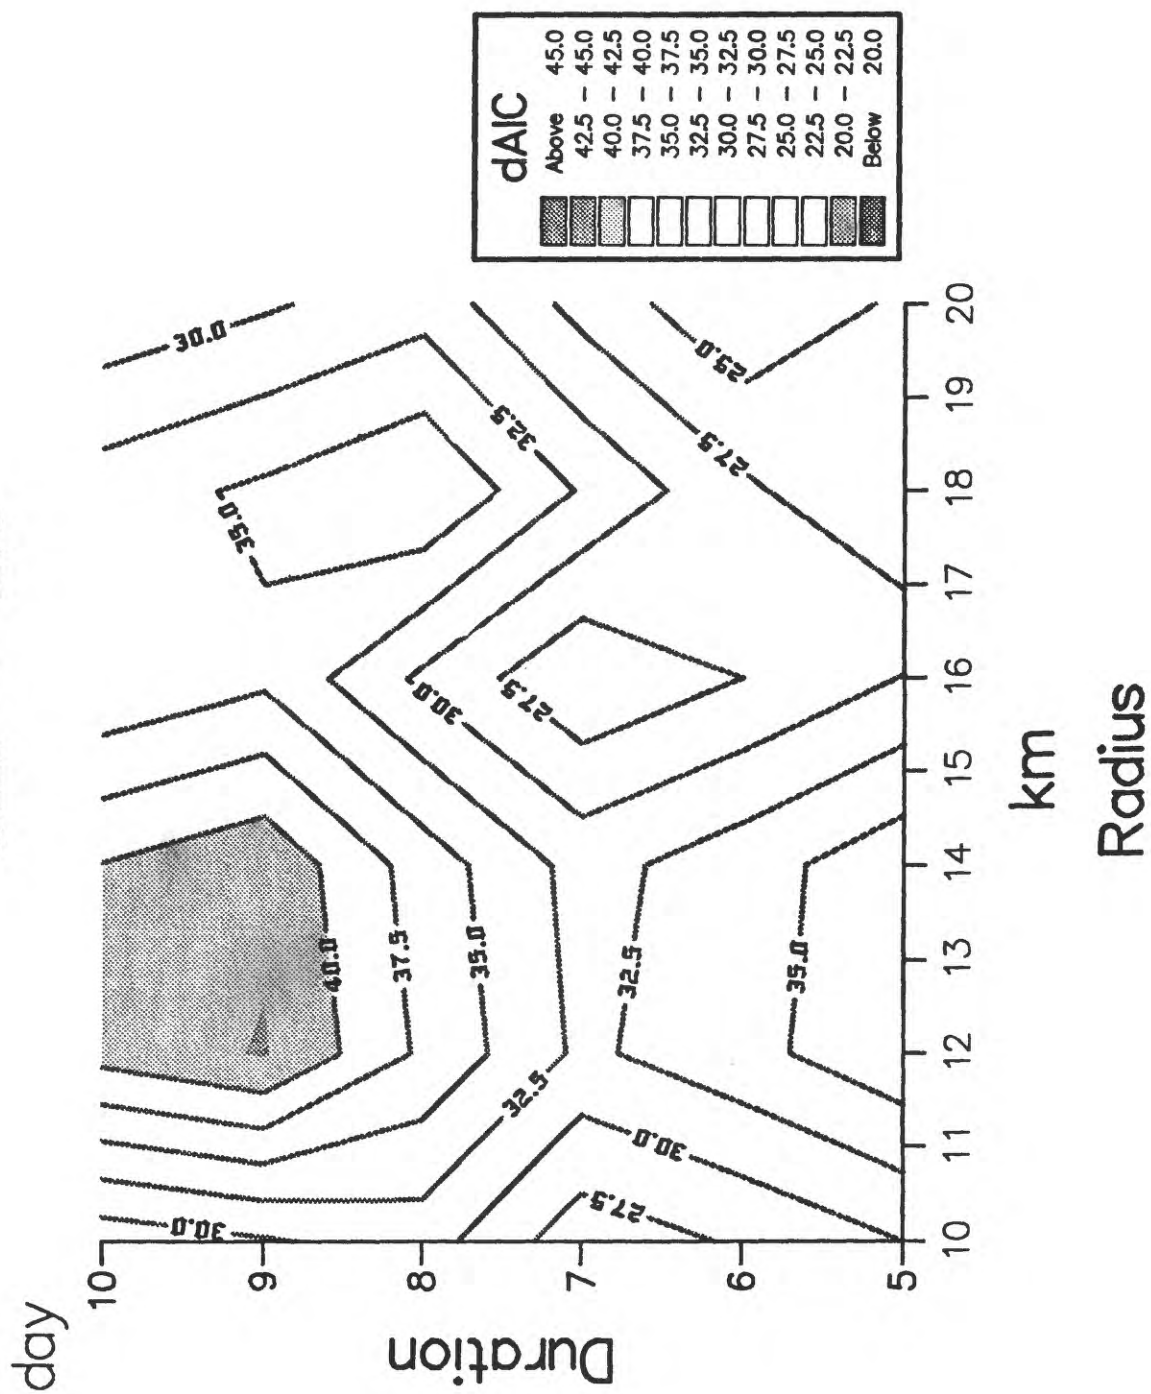 day
Duration
10
9
8
7
6
5
10
11
12
13
14
15
16
17
18
19
20
km
Radius
30.0
27.5
30.0
32.5
35.0
32.5
35.0
37.5
40.0
27.5
30.0
35.0
32.5
27.5
25.0
30.0
dAIC
Above 45.0
42.5 – 45.0
40.0 – 42.5
37.5 – 40.0
35.0 – 37.5
32.5 – 35.0
30.0 – 32.5
27.5 – 30.0
25.0 – 27.5
22.5 – 25.0
20.0 – 22.5
Below 20.0